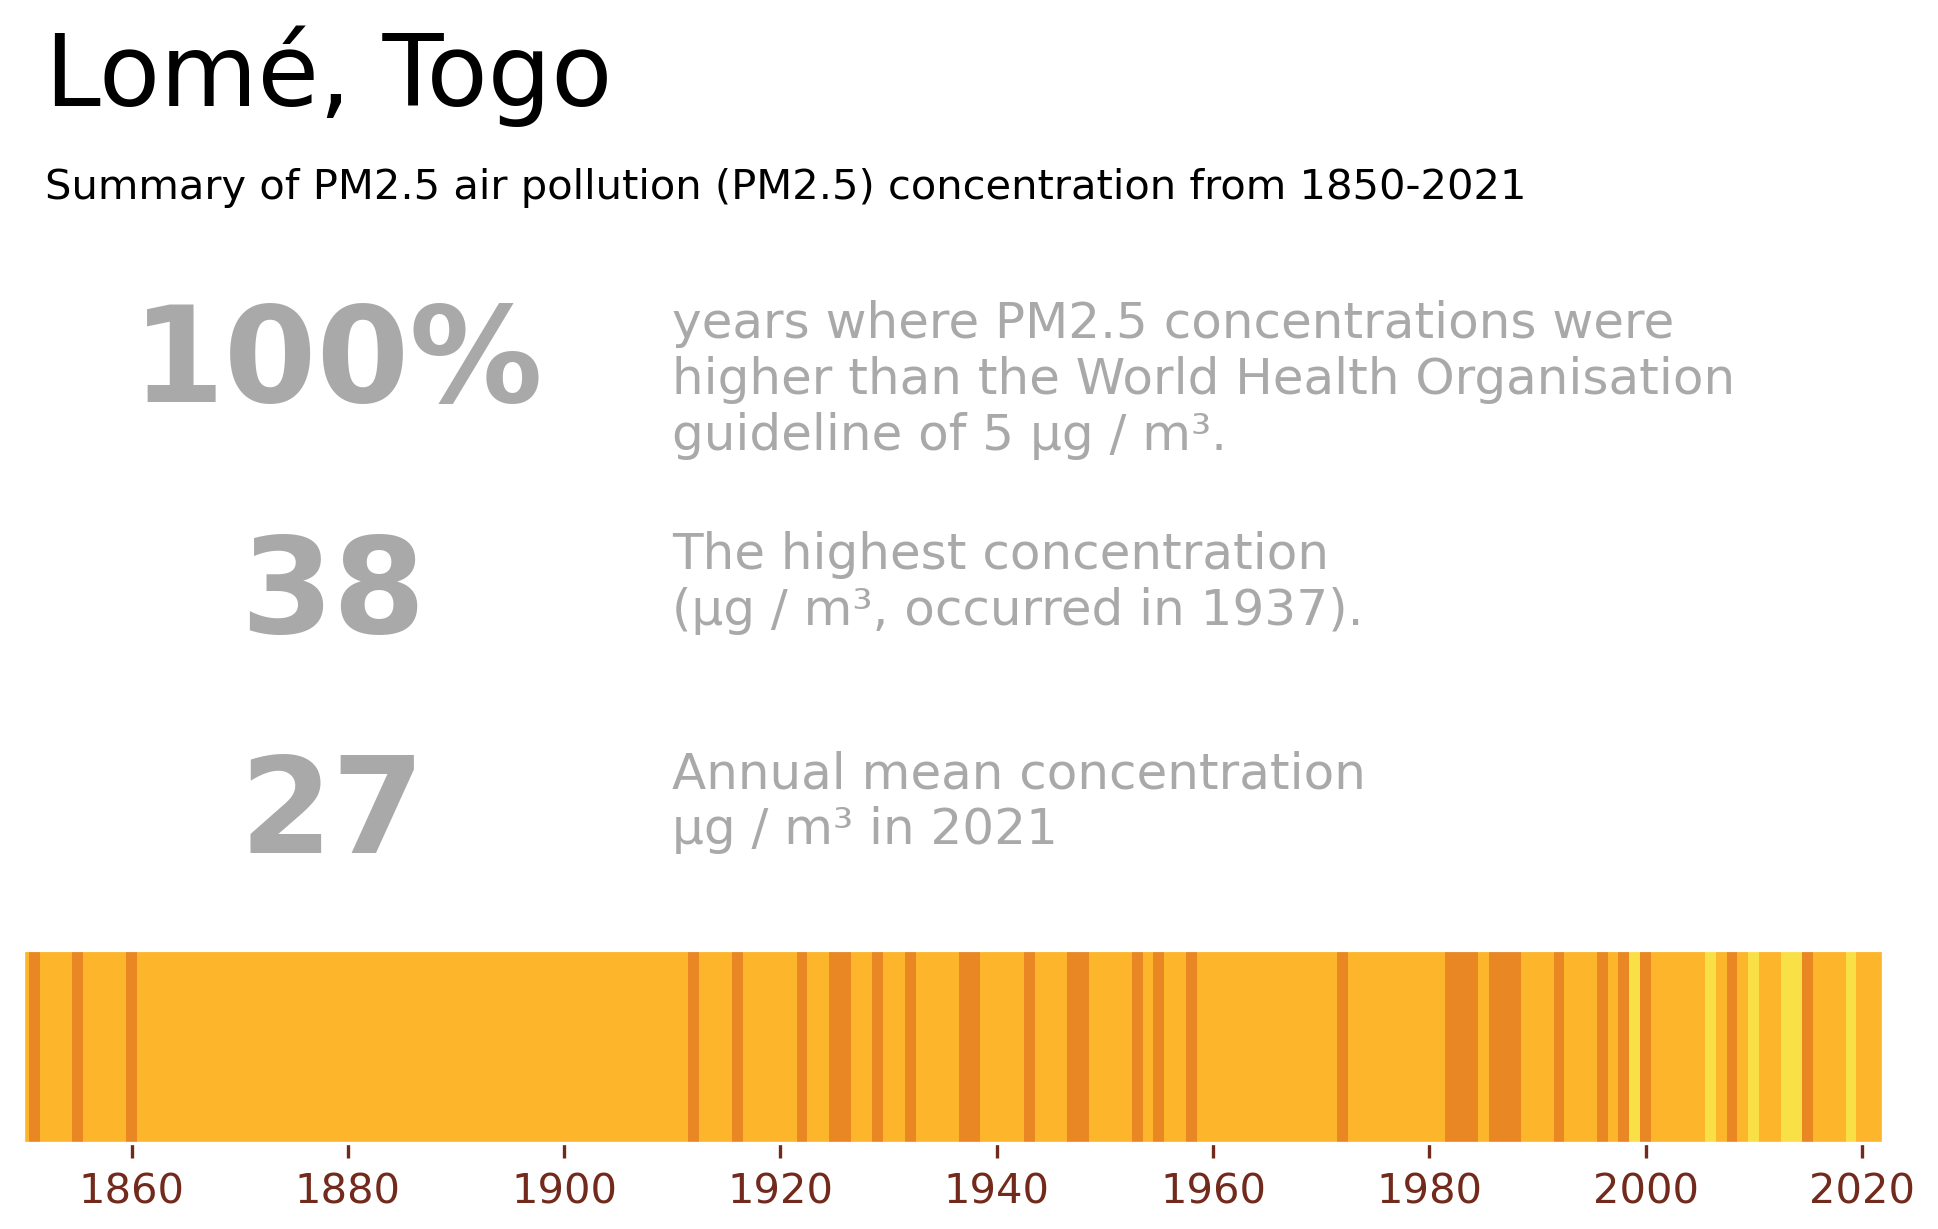 Lomé, Togo
Summary of PM2.5 air pollution (PM2.5) concentration from 1850-2021
100%
years where PM2.5 concentrations were
higher than the World Health Organisation
guideline of 5 µg / m³.
38
The highest concentration
(µg / m³, occurred in 1937).
27
Annual mean concentration
µg / m³ in 2021
1860 1880 1900 1920 1940 1960 1980 2000 2020